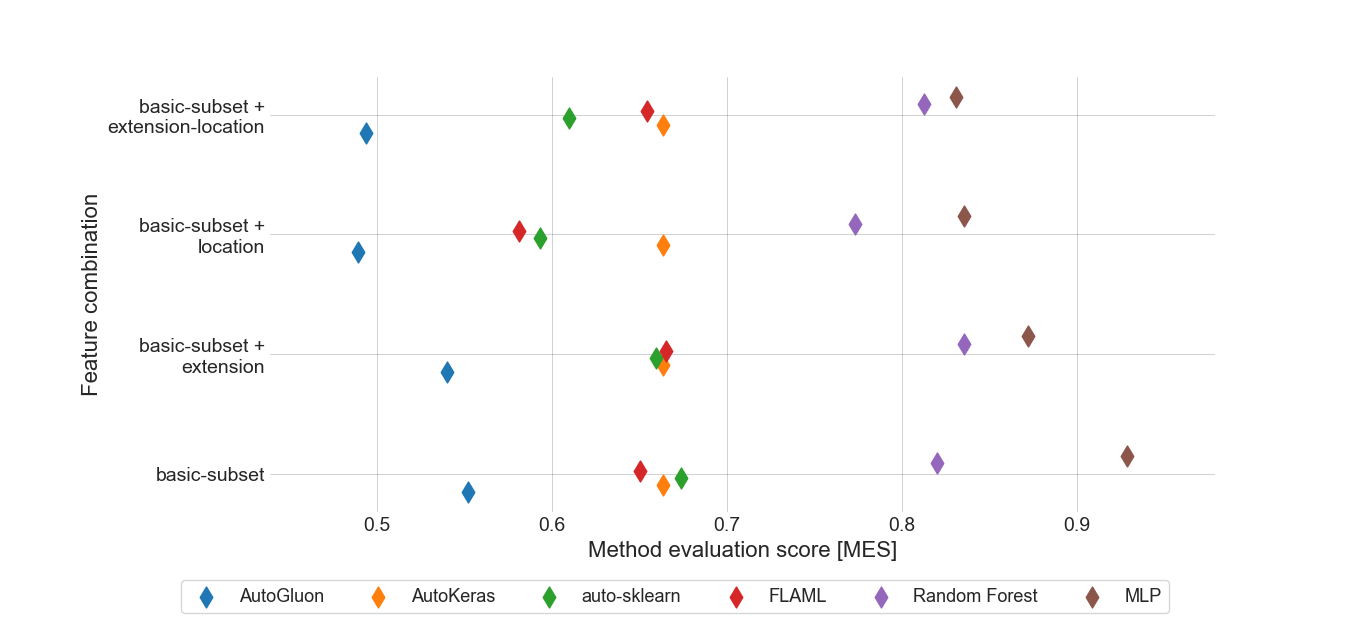 Feature combination
basic-subset +
extension-location
basic-subset +
location
basic-subset +
extension
basic-subset
0.5 0.6 0.7 0.8 0.9
Method evaluation score [MES]
AutoGluon AutoKeras auto-sklearn FLAML Random Forest MLP